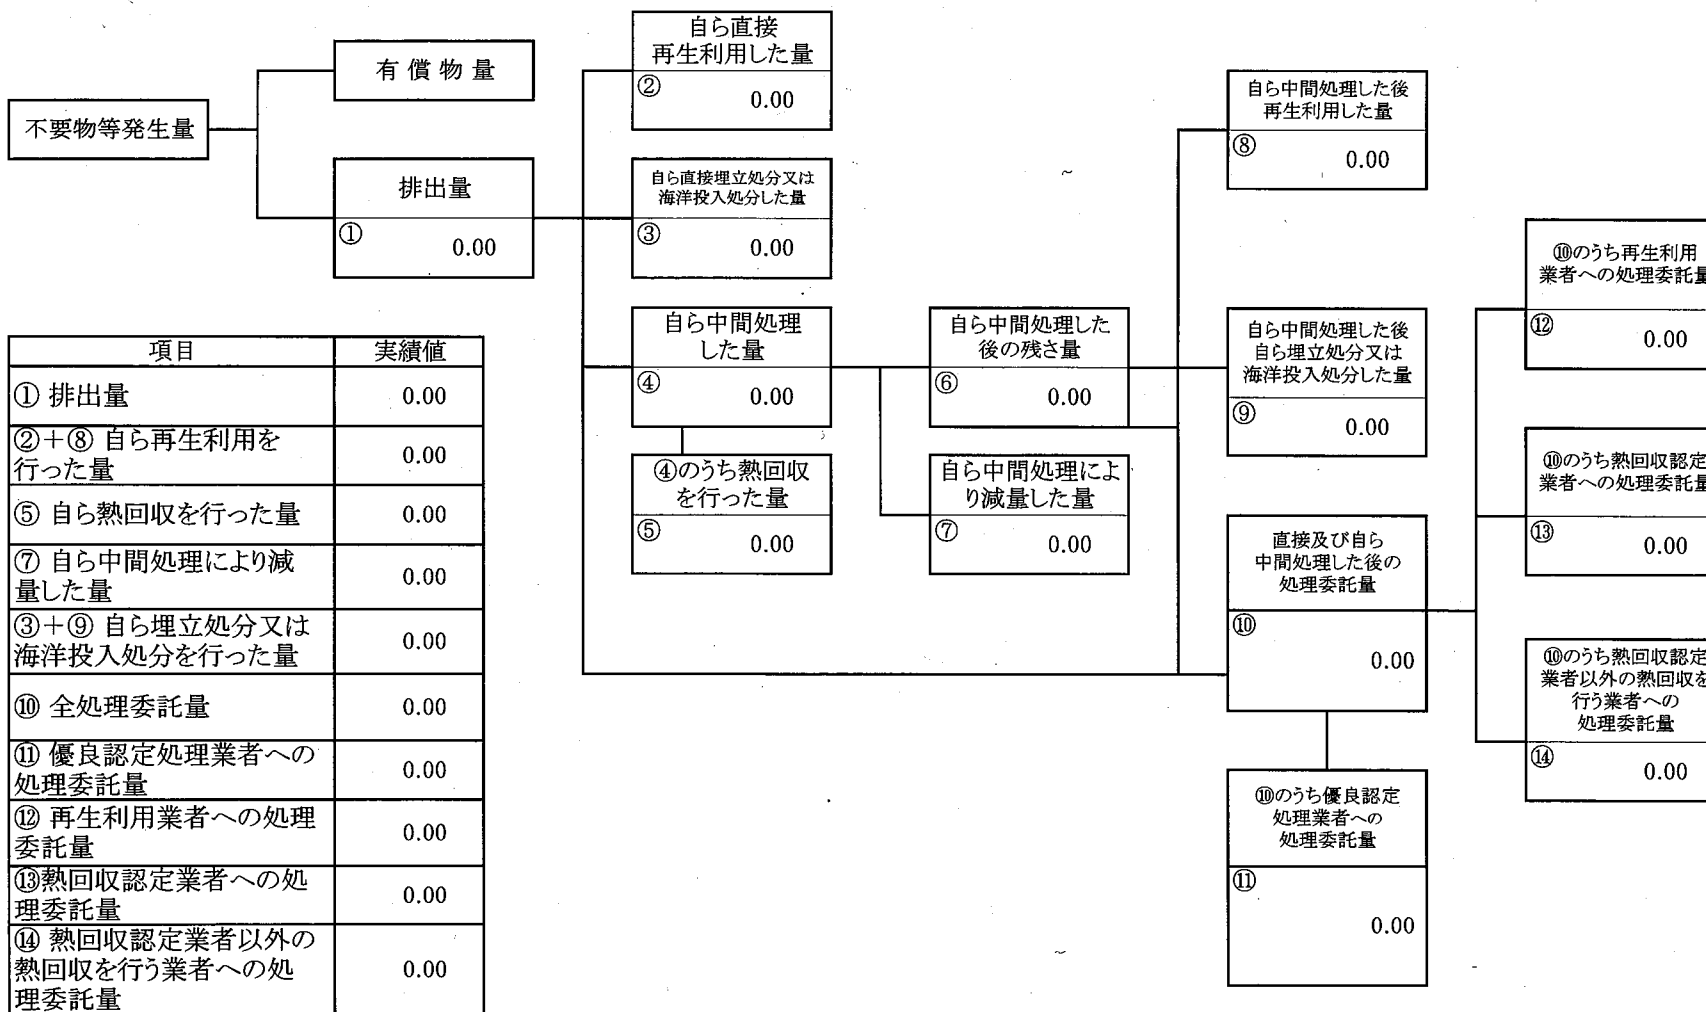 不要物等発生量
有償物量
排出量
①
0.00
自ら直接
再生利用した量
②
0.00
自ら直接埋立処分又は
海洋投入処分した量
③
0.00
自ら中間処理
した量
④
0.00
④のうち熱回収
を行った量
⑤
0.00
自ら中間処理した
後の残さ量
⑥
0.00
自ら中間処理によ
り減量した量
⑦
0.00
自ら中間処理した後
再生利用した量
⑧
0.00
自ら中間処理した後
自ら埋立処分又は
海洋投入処分した量
⑨
0.00
直接及び自ら
中間処理した後の
処理委託量
⑩
0.00
⑩のうち優良認定
処理業者への
処理委託量
⑪
0.00
⑩のうち再生利用
業者への処理委託量
⑫
0.00
⑩のうち熱回収認定
業者への処理委託量
⑬
0.00
⑩のうち熱回収認定
業者以外の熱回収を
行う業者への
処理委託量
⑭
0.00
項目 実績値
① 排出量 0.00
②+⑧ 自ら再生利用を
行った量 0.00
⑤ 自ら熱回収を行った量 0.00
⑦ 自ら中間処理により減
量した量 0.00
③+⑨ 自ら埋立処分又は
海洋投入処分を行った量 0.00
⑩ 全処理委託量 0.00
⑪ 優良認定処理業者への
処理委託量 0.00
⑫ 再生利用業者への処理
委託量 0.00
⑬熱回収認定業者への処
理委託量 0.00
⑭ 熱回収認定業者以外の
熱回収を行う業者への処
理委託量 0.00